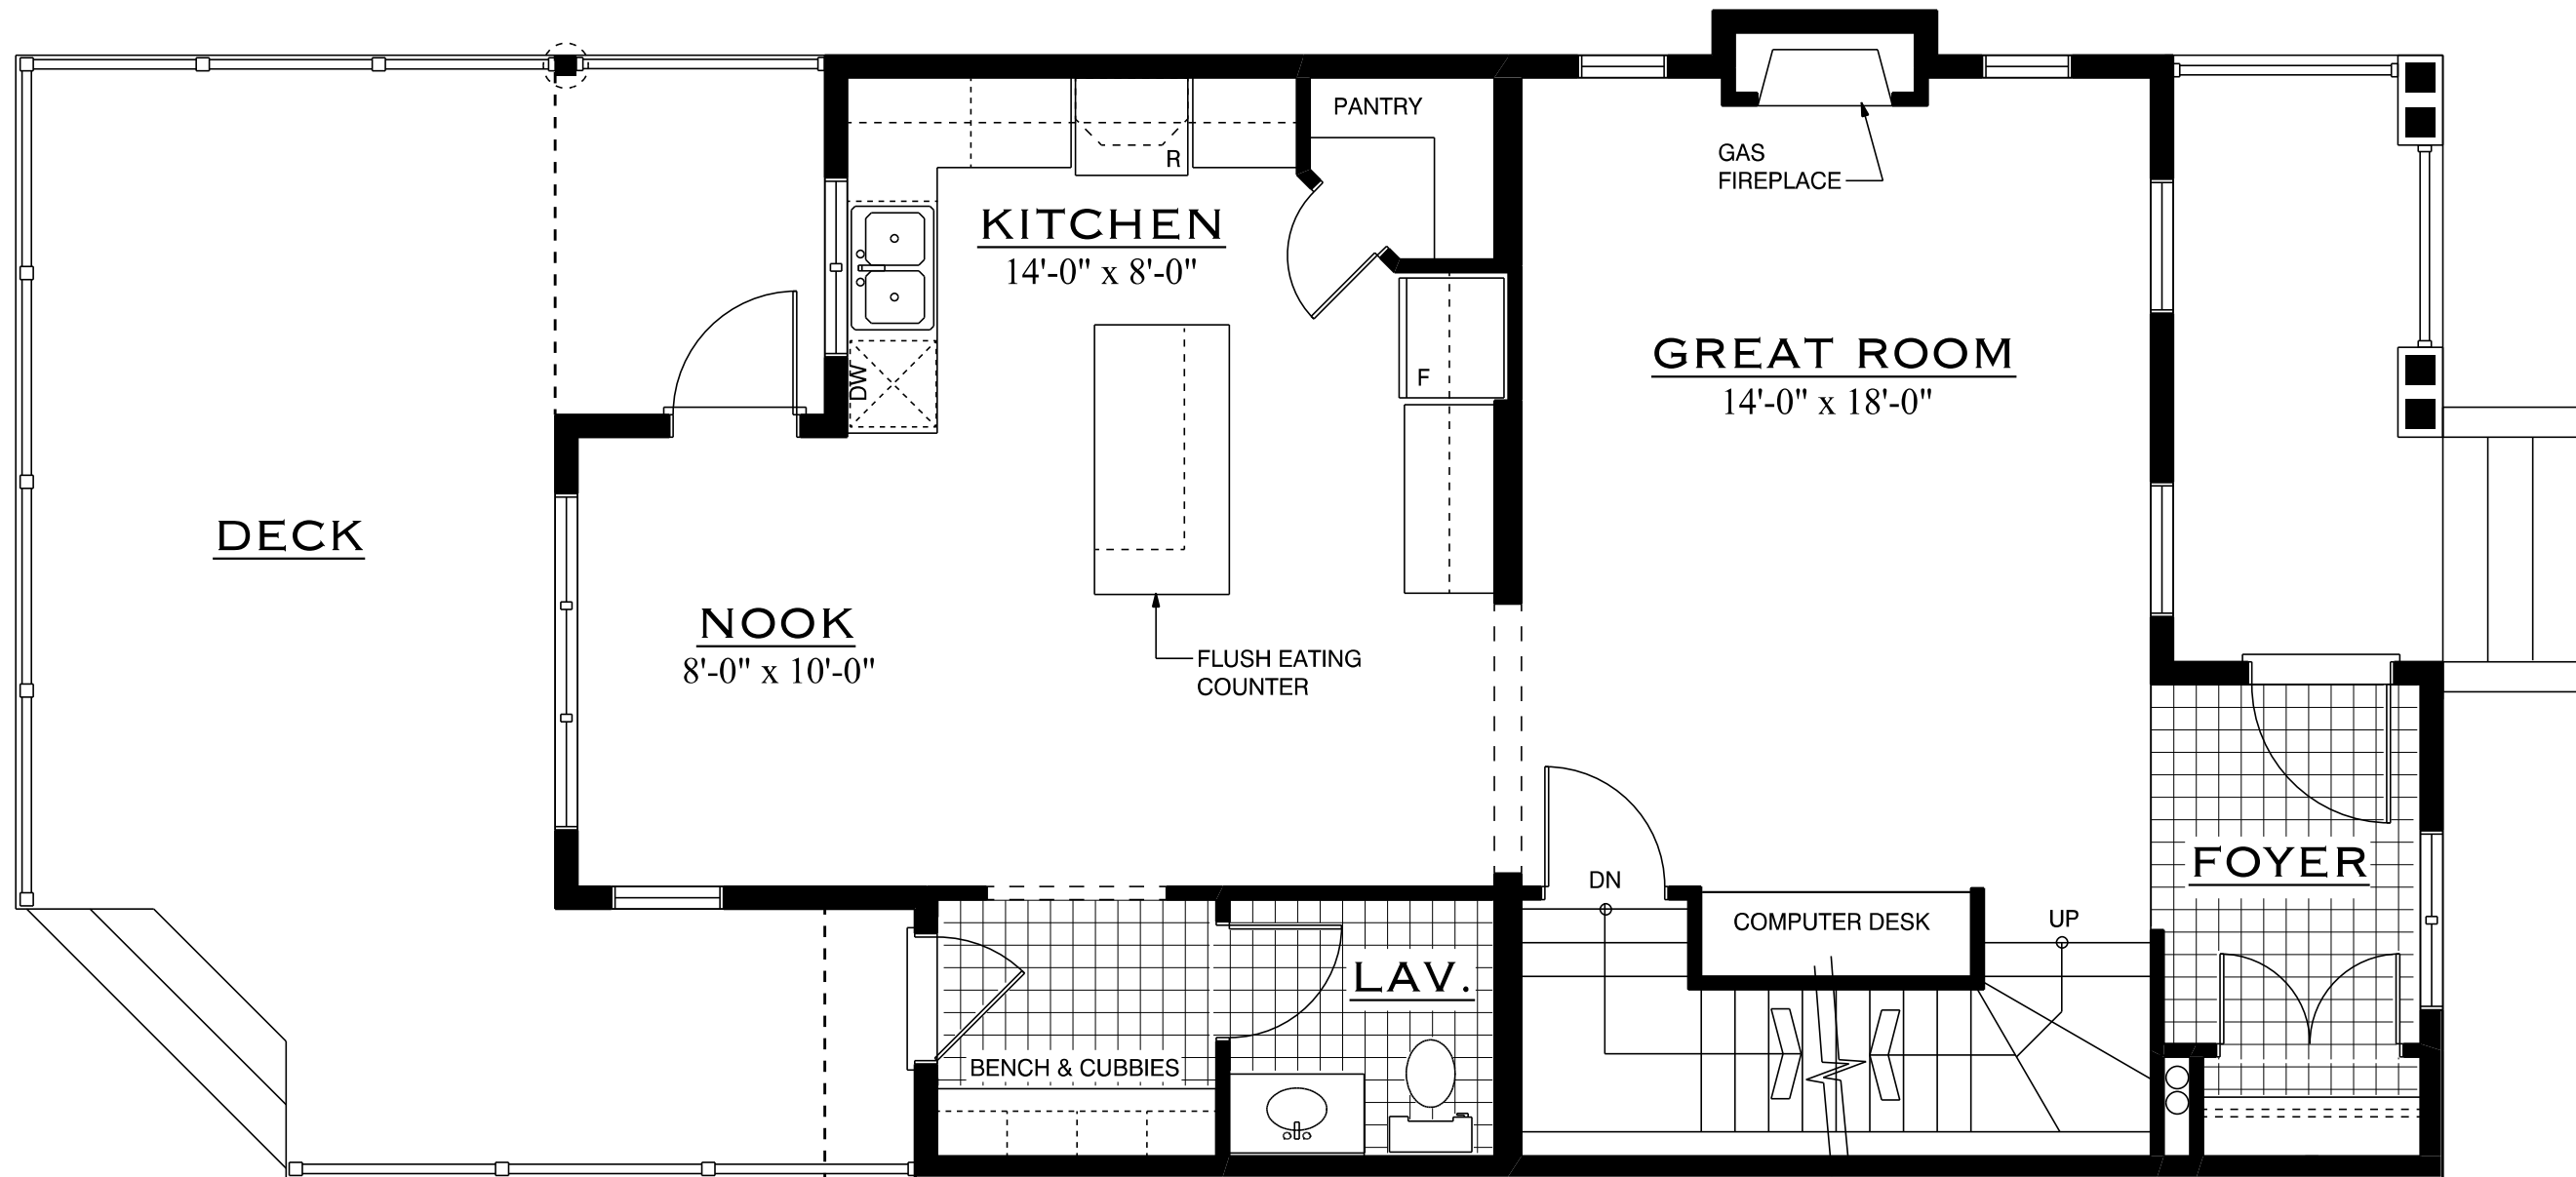 PANTRY
GAS
FIREPLACE
R
KITCHEN
14'-0" x 8'-0"
DW
F
GREAT ROOM
14'-0" x 18'-0"
DECK
NOOK
8'-0" x 10'-0"
FLUSH EATING
COUNTER
FOYER
DN
COMPUTER DESK
UP
LAV.
BENCH & CUBBIES